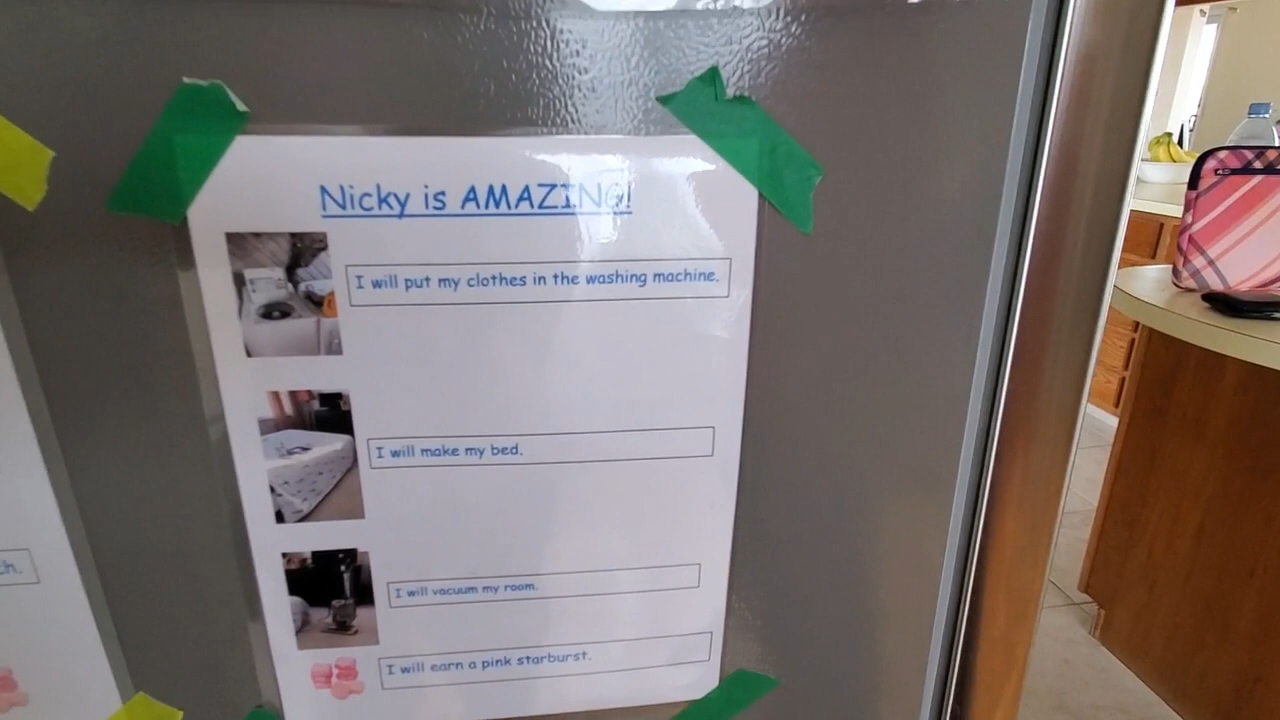 Nicky is AMAZING!
I will put my clothes in the washing machine.
I will make my bed.
I will vacuum my room.
I will earn a pink starburst.